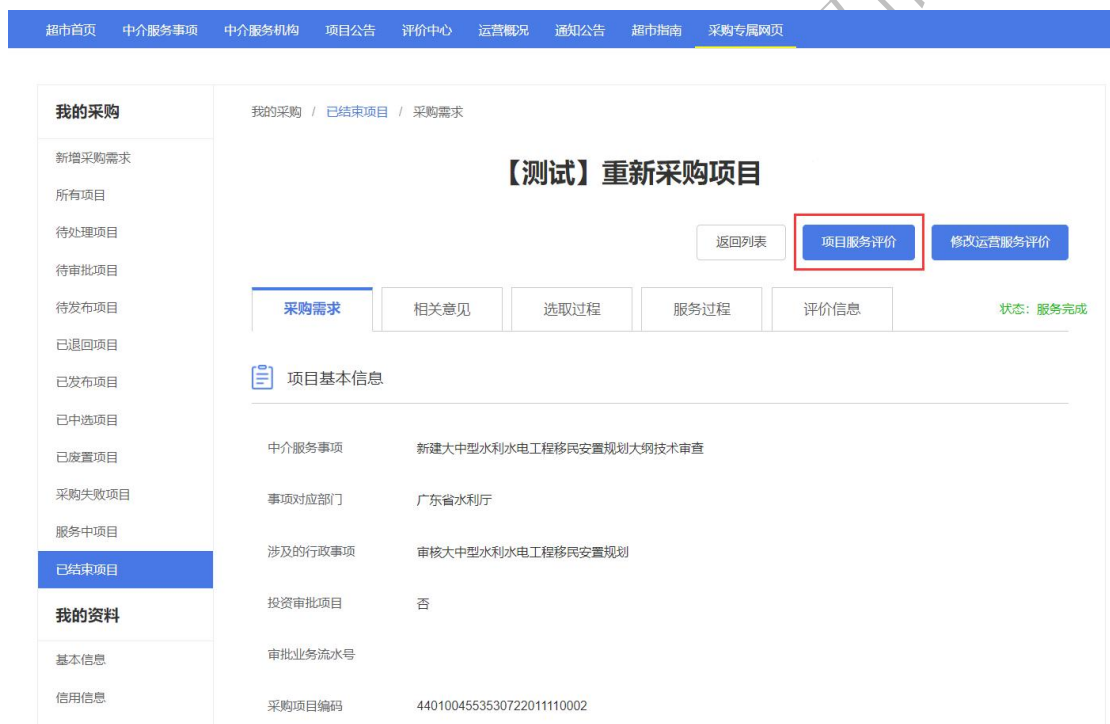 超市首页 中介服务事项 中介服务机构 项目公告 评价中心 运营概况 通知公告 超市指南 采购专属网页
我的采购
新增采购需求
所有项目
待处理项目
待审批项目
待发布项目
已退回项目
已发布项目
已中选项目
已废置项目
采购失败项目
服务中项目
已结束项目
我的资料
基本信息
信用信息
我的采购 / 已结束项目 / 采购需求
【测试】重新采购项目
返回列表 项目服务评价 修改运营服务评价
采购需求 相关意见 选取过程 服务过程 评价信息 状态：服务完成
项目基本信息
中介服务事项 新建大中型水利水电工程移民安置规划大纲技术审查
事项对应部门 广东省水利厅
涉及的行政事项 审核大中型水利水电工程移民安置规划
投资审批项目 否
审批业务流水号
采购项目编码 4401004553530722011110002